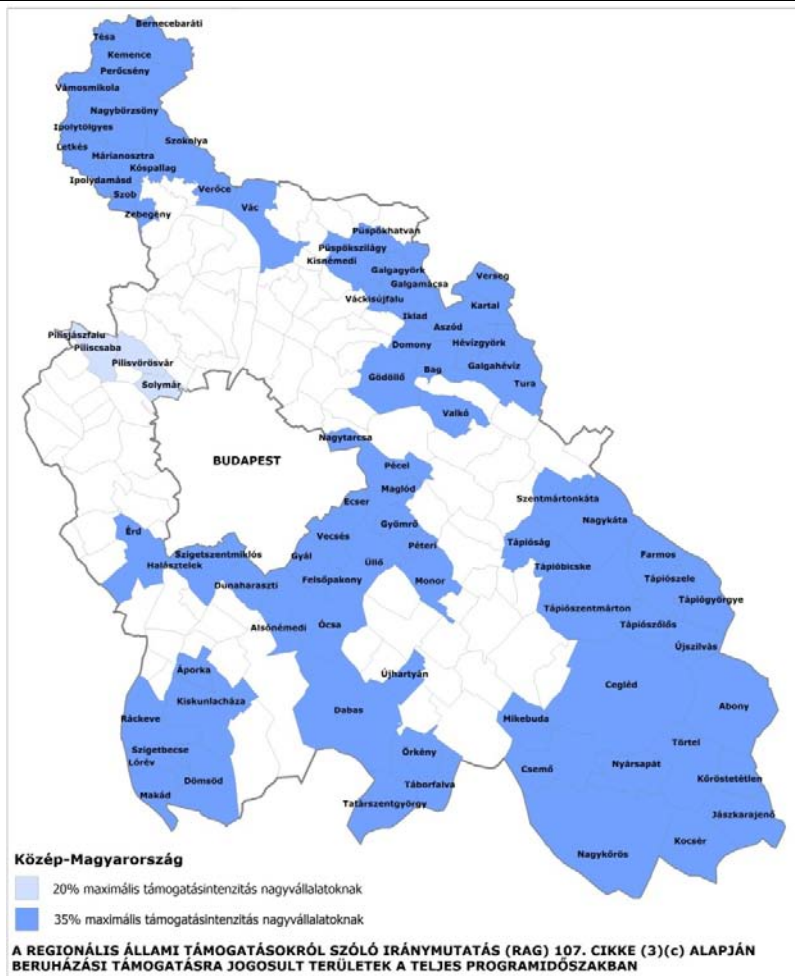 Bernecebaráti
Tésa
Kemence
Perőcsény
Vámosmikola
Nagybörzsöny
Ipolytölgyes
Szokolya
Letkés
Márianosztra
Kóspallag
Ipolydamásd
Verőce
Szob
Vác
Zebegény
Püspökhatvan
Püspökszilágy
Kisnémedi
Galgagyörk
Verseg
Galgamácsa
Váckisújfalu
Kartal
Iklad
Aszód
Pilisjászfalu
Domony
Hévízgyörk
Piliscsaba
Pilisvörösvár
Bag
Galgahévíz
Gödöllő
Solymár
Tura
Valkó
Nagytarcsa
BUDAPEST
Pécel
Maglód
Szentmártonkáta
Ecser
Nagykáta
Gyömrő
Érd
Vecsés
Tápióság
Szigetszentmiklós
Péteri
Gyál
Farmos
Halásztelek
Üllő
Tápióbicske
Felsőpakony
Tápiószele
Dunaharaszti
Monor
Tápiógyörgye
Tápiószentmárton
Alsónémedi
Ócsa
Tápiószőlős
Újszilvás
Áporka
Újhartyán
Cegléd
Kiskunlacháza
Dabas
Abony
Ráckeve
Mikebuda
Törtel
Szigetbecse
Örkény
Lórév
Nyársapát
Csemő
Kőröstetétlen
Dömsöd
Táborfalva
Makád
Tatárszentgyörgy
Jászkarajenő
Kocsér
Nagykőrös
Közép-Magyarország
20% maximális támogatásintenzitás nagyvállalatoknak
35% maximális támogatásintenzitás nagyvállalatoknak
A REGIONÁLIS ÁLLAMI TÁMOGATÁSOKRÓL SZÓLÓ IRÁNYMUTATÁS (RAG) 107. CIKKE (3)(c) ALAPJÁN
BERUHÁZÁSI TÁMOGATÁSRA JOGOSULT TERÜLETEK A TELJES PROGRAMIDŐSZAKBAN